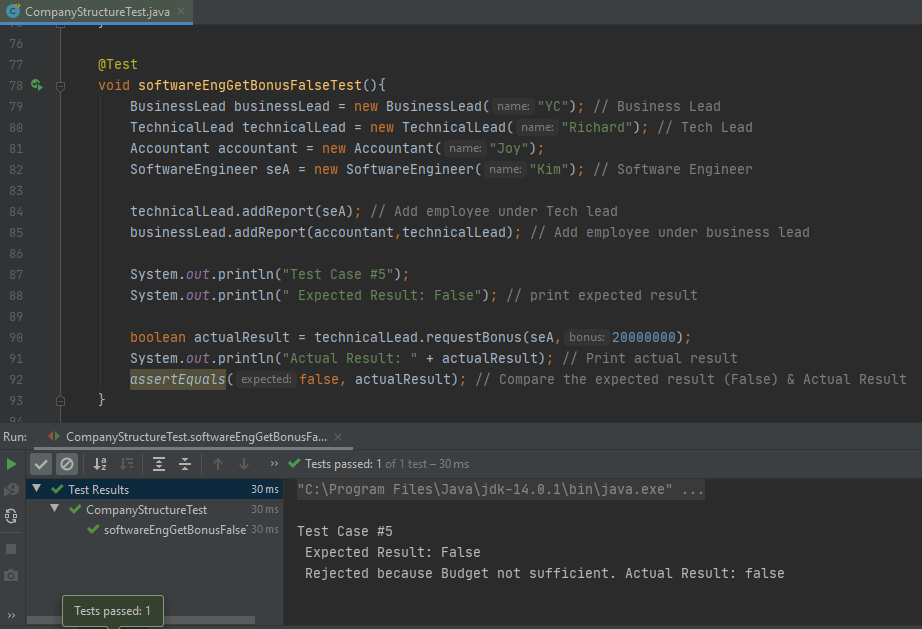 CompanyStructureTest.java
76
77 @Test
78 void softwareEngGetBonusFalseTest(){
79 BusinessLead businessLead = new BusinessLead( name: "YC"); // Business Lead
80 TechnicalLead technicalLead = new TechnicalLead( name: "Richard"); // Tech Lead
81 Accountant accountant = new Accountant( name: "Joy");
82 SoftwareEngineer seA = new SoftwareEngineer( name: "Kim"); // Software Engineer
83
84 technicalLead.addReport(seA); // Add employee under Tech lead
85 businessLead.addReport(accountant,technicalLead); // Add employee under business lead
86
87 System.out.println("Test Case #5");
88 System.out.println(" Expected Result: False"); // print expected result
89
90 boolean actualResult = technicalLead.requestBonus(seA, bonus: 20000000);
91 System.out.println("Actual Result: " + actualResult); // Print actual result
92 assertEquals( expected: false, actualResult); // Compare the expected result (False) & Actual Result
93 }
Run: CompanyStructureTest.softwareEngGetBonusFa...
Tests passed: 1 of 1 test – 30 ms
Test Results 30 ms
CompanyStructureTest 30 ms
softwareEngGetBonusFalse 30 ms
"C:\Program Files\Java\jdk-14.0.1\bin\java.exe" ...
Test Case #5
Expected Result: False
Rejected because Budget not sufficient. Actual Result: false
Tests passed: 1